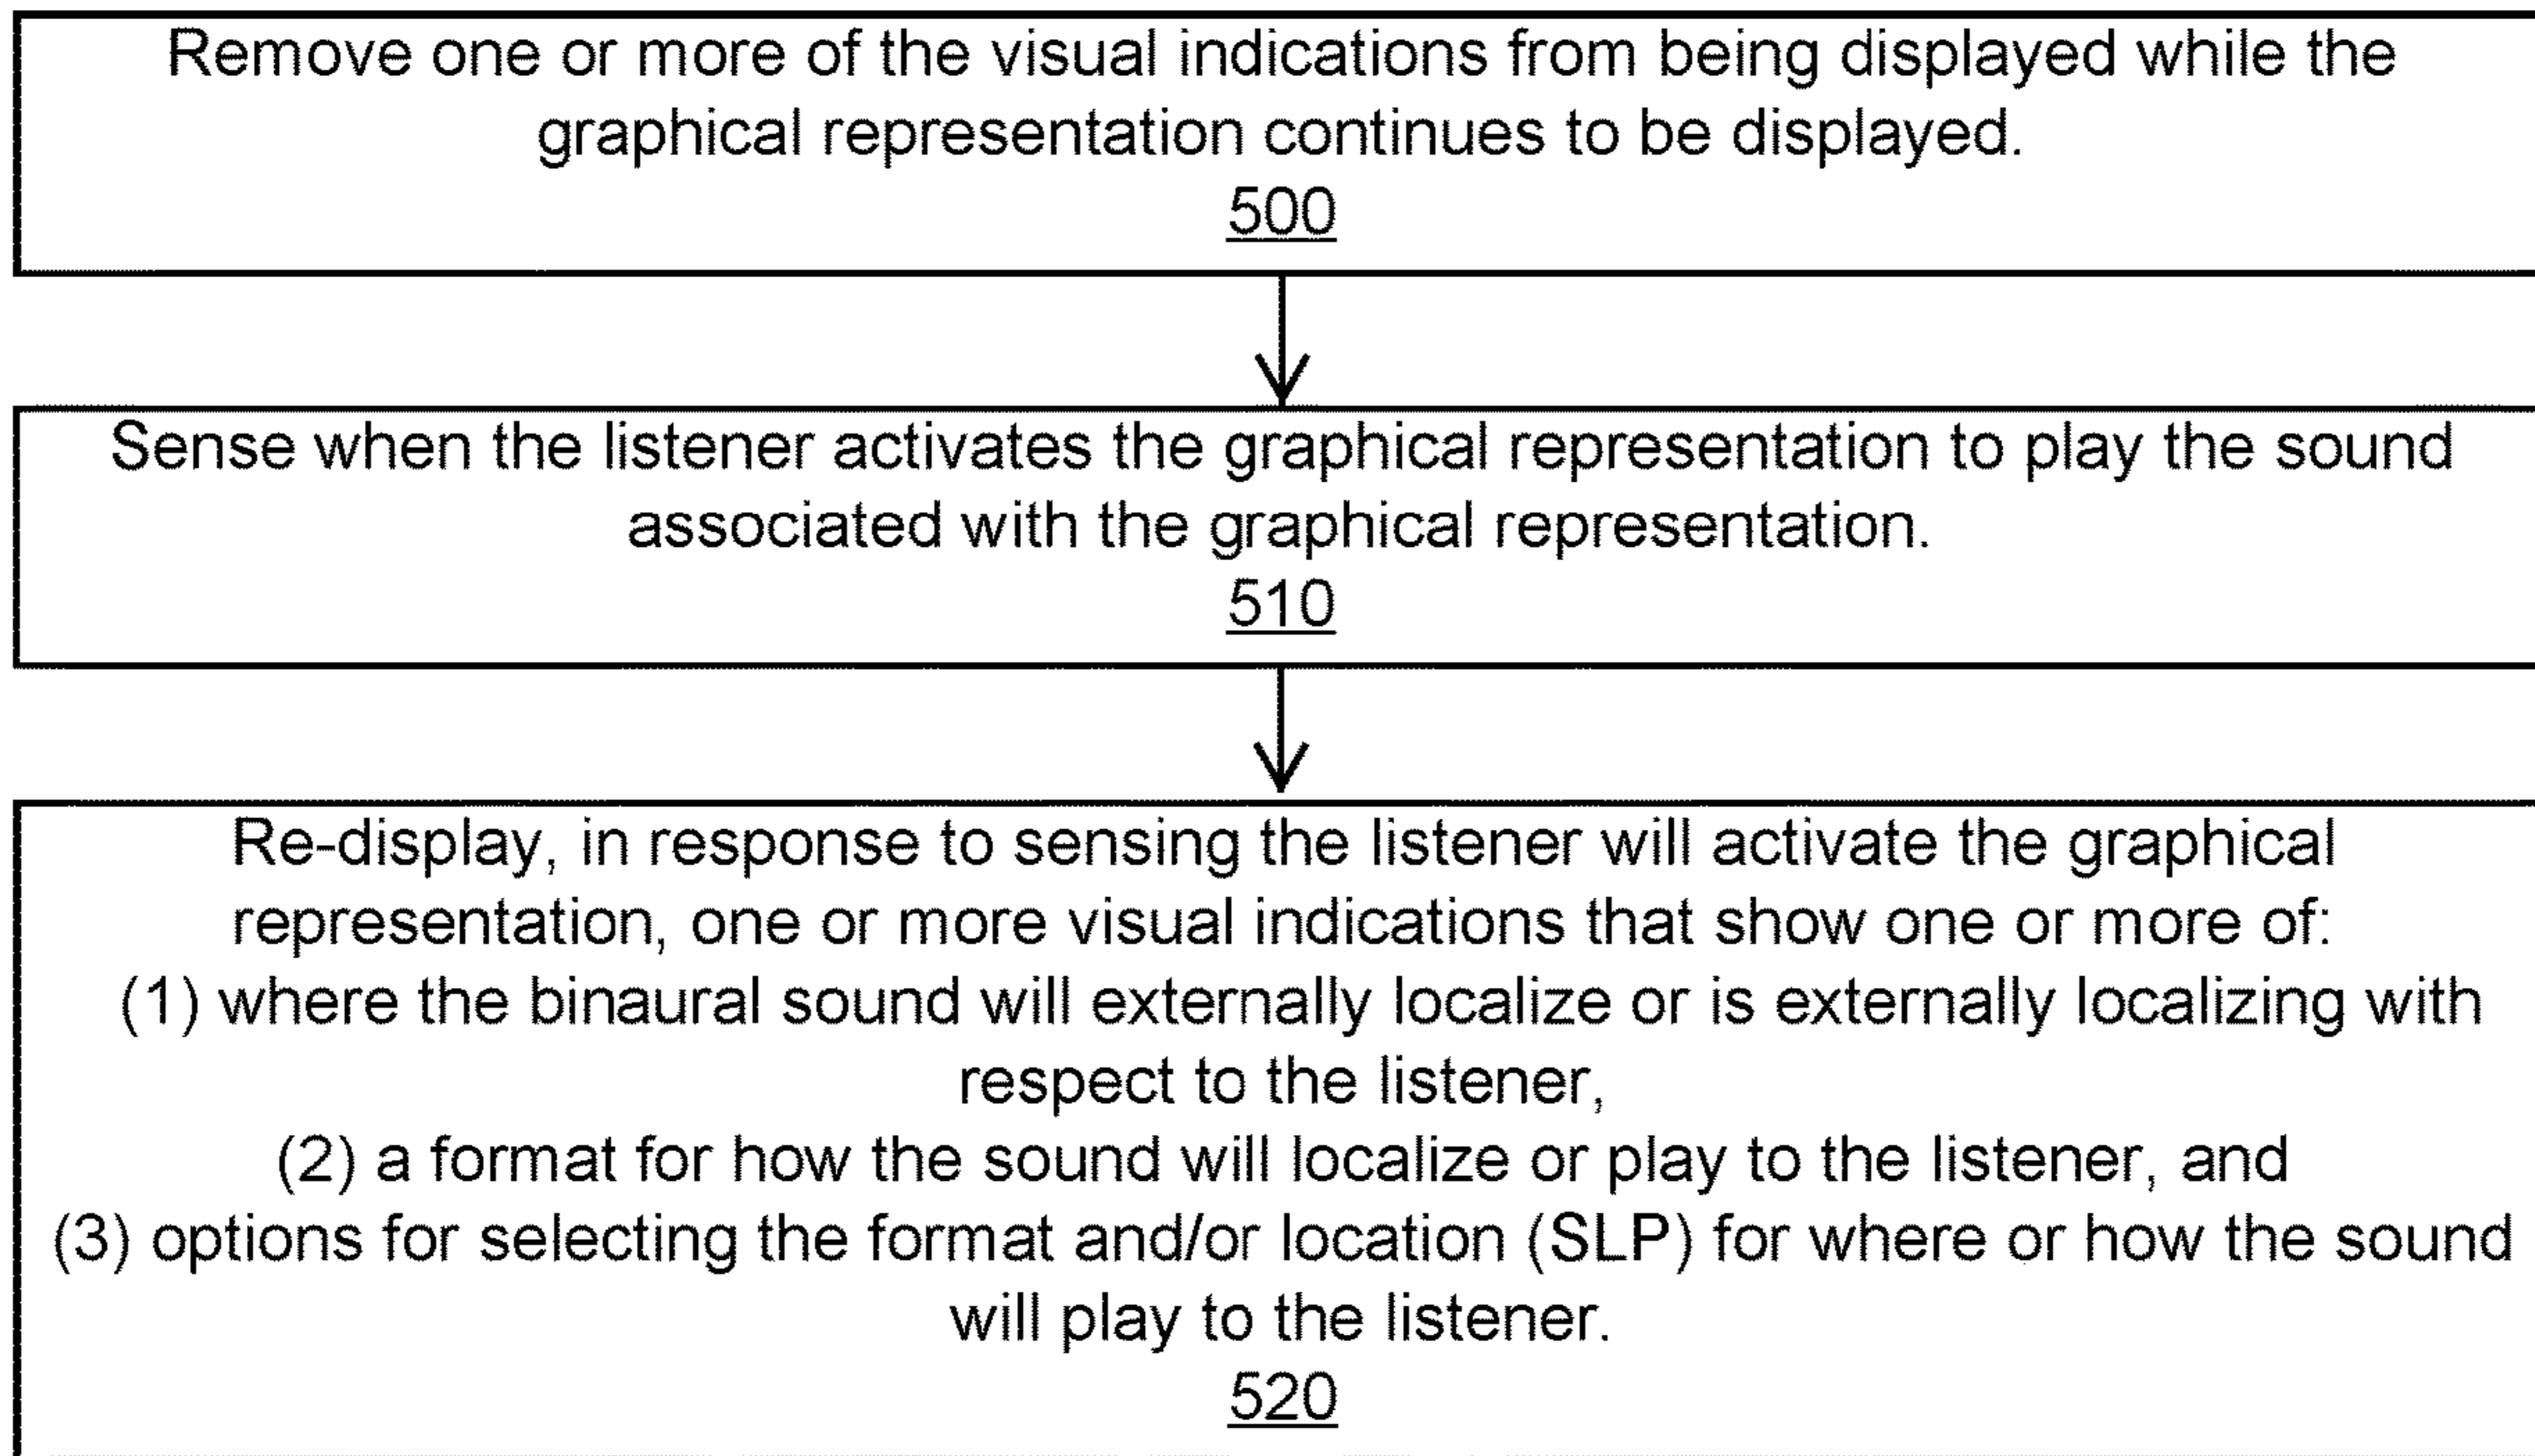 Remove one or more of the visual indications from being displayed while the
graphical representation continues to be displayed.
500
Sense when the listener activates the graphical representation to play the sound
associated with the graphical representation.
510
Re-display, in response to sensing the listener will activate the graphical
representation, one or more visual indications that show one or more of:
(1) where the binaural sound will externally localize or is externally localizing with
respect to the listener,
(2) a format for how the sound will localize or play to the listener, and
(3) options for selecting the format and/or location (SLP) for where or how the sound
will play to the listener.
520